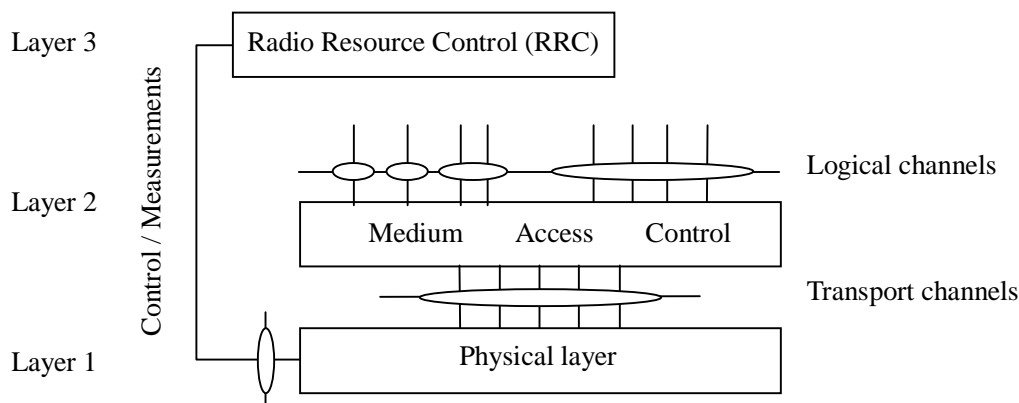 Layer 3
Radio Resource Control (RRC)
Control / Measurements
Logical channels
Layer 2
Medium Access Control
Transport channels
Layer 1
Physical layer